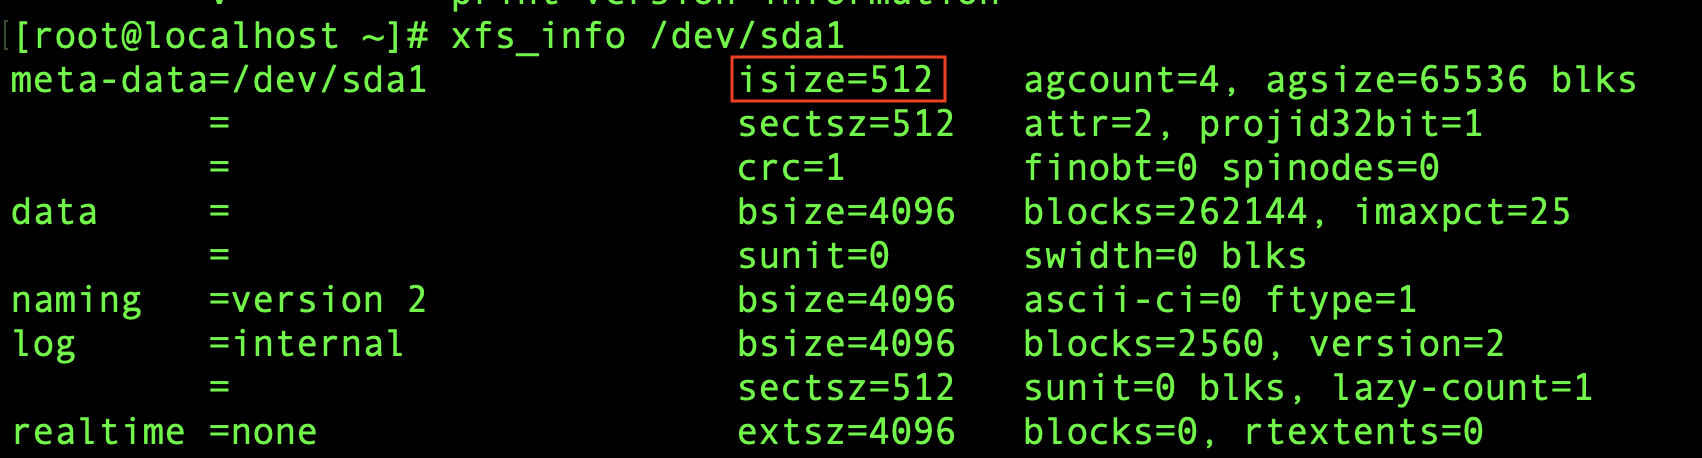 print version information
[root@localhost ~]# xfs_info /dev/sda1
meta-data=/dev/sda1 isize=512 agcount=4, agsize=65536 blks
= sectsz=512 attr=2, projid32bit=1
= crc=1 finobt=0 spinodes=0
data = bsize=4096 blocks=262144, imaxpct=25
= sunit=0 swidth=0 blks
naming =version 2 bsize=4096 ascii-ci=0 ftype=1
log =internal bsize=4096 blocks=2560, version=2
= sectsz=512 sunit=0 blks, lazy-count=1
realtime =none extsz=4096 blocks=0, rtextents=0